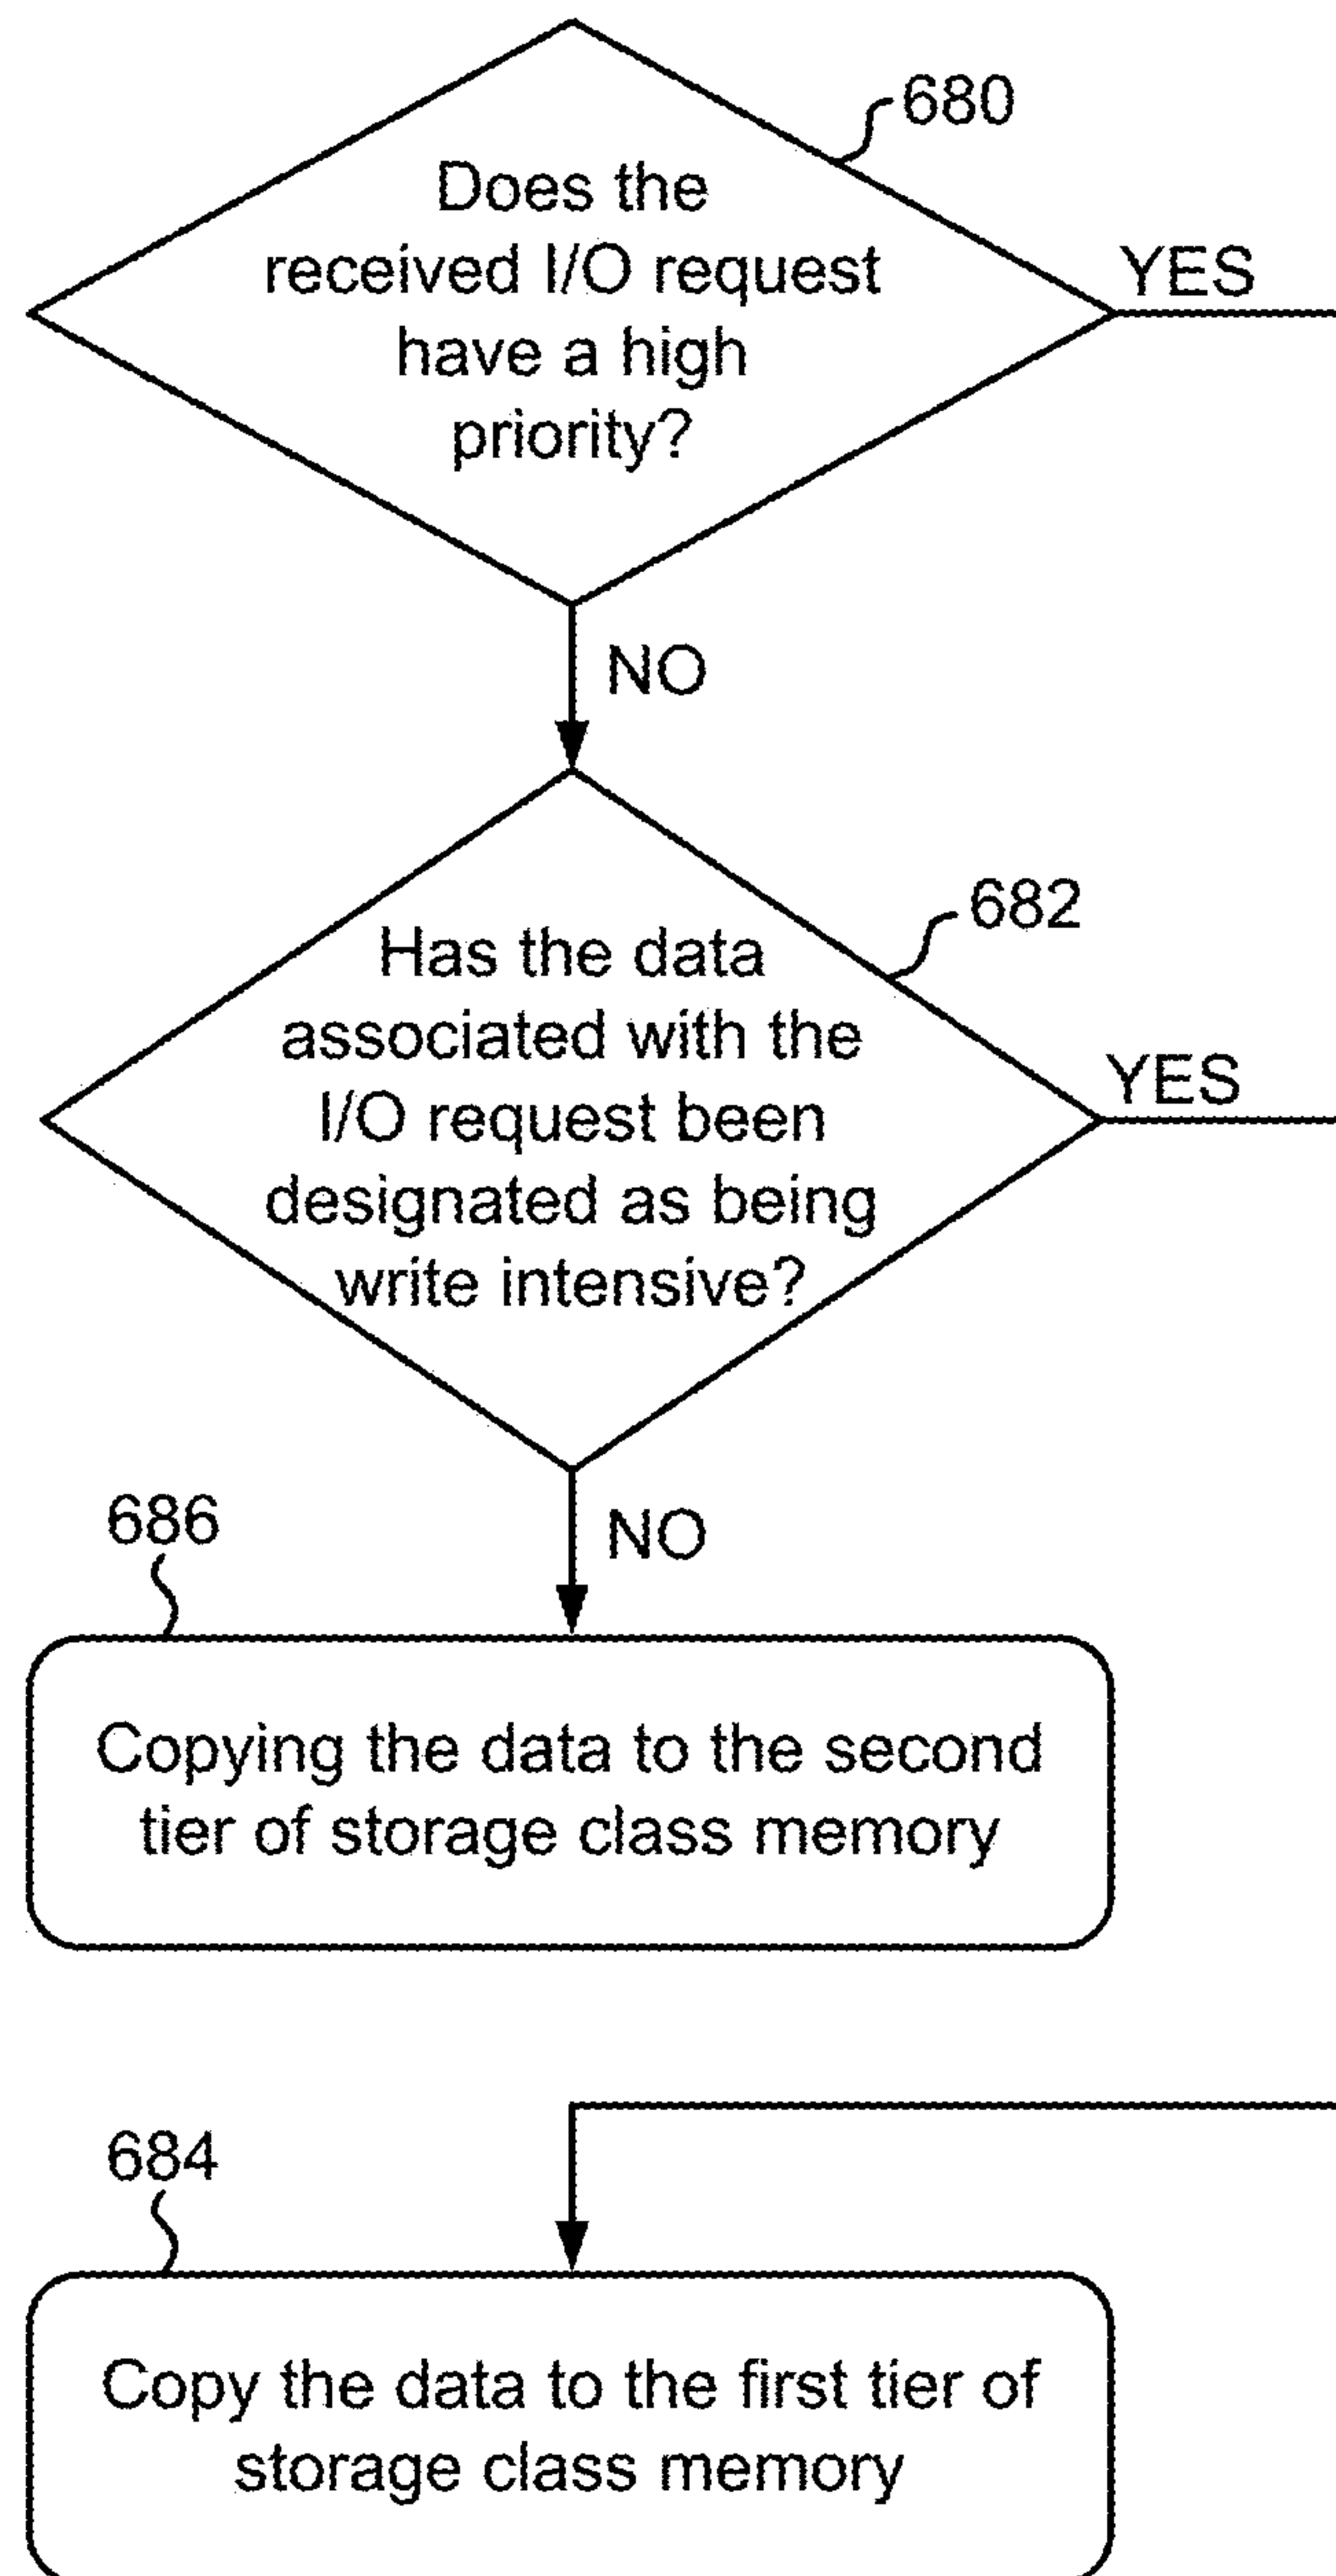 680
Does the
received I/O request
have a high
priority?
YES
NO
682
Has the data
associated with the
I/O request been
designated as being
write intensive?
YES
NO
686
Copying the data to the second
tier of storage class memory
684
Copy the data to the first tier of
storage class memory